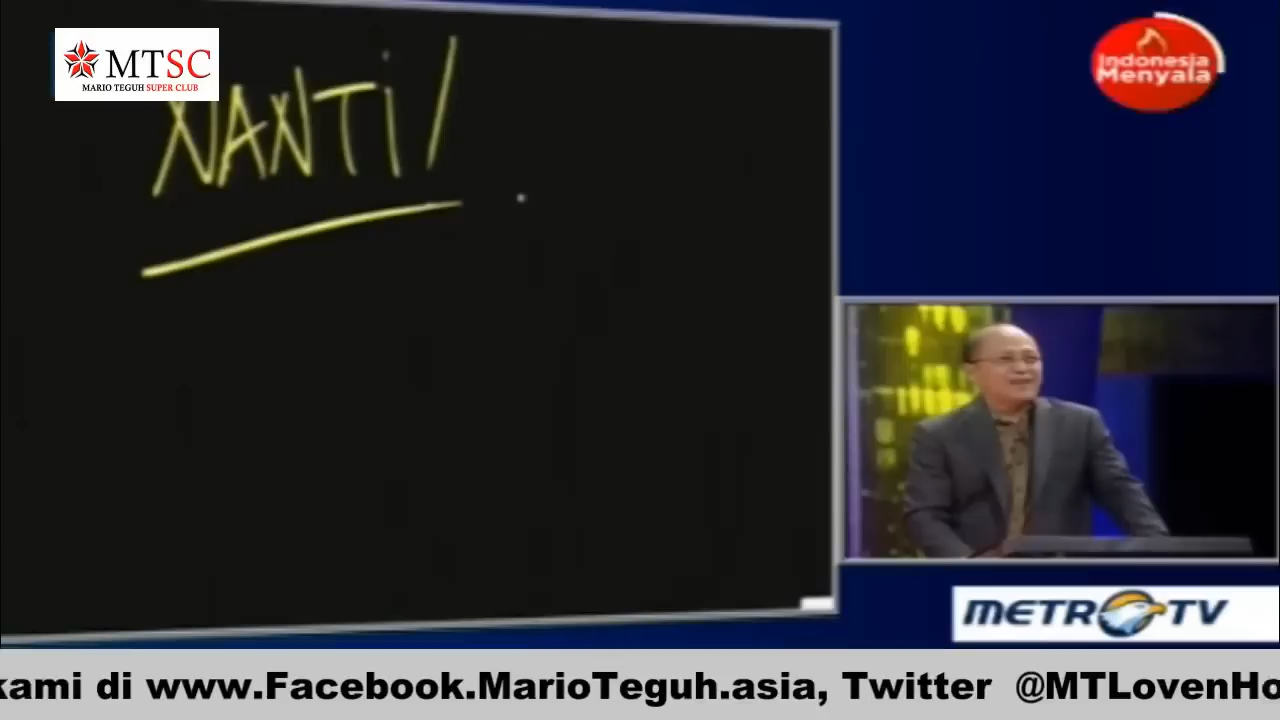 MTSC
MARIO TEGUH SUPER CLUB
Indonesia
Menyala
NANTI /
METRO TV
kami di www.Facebook.MarioTeguh.asia, Twitter @MTLovenHo